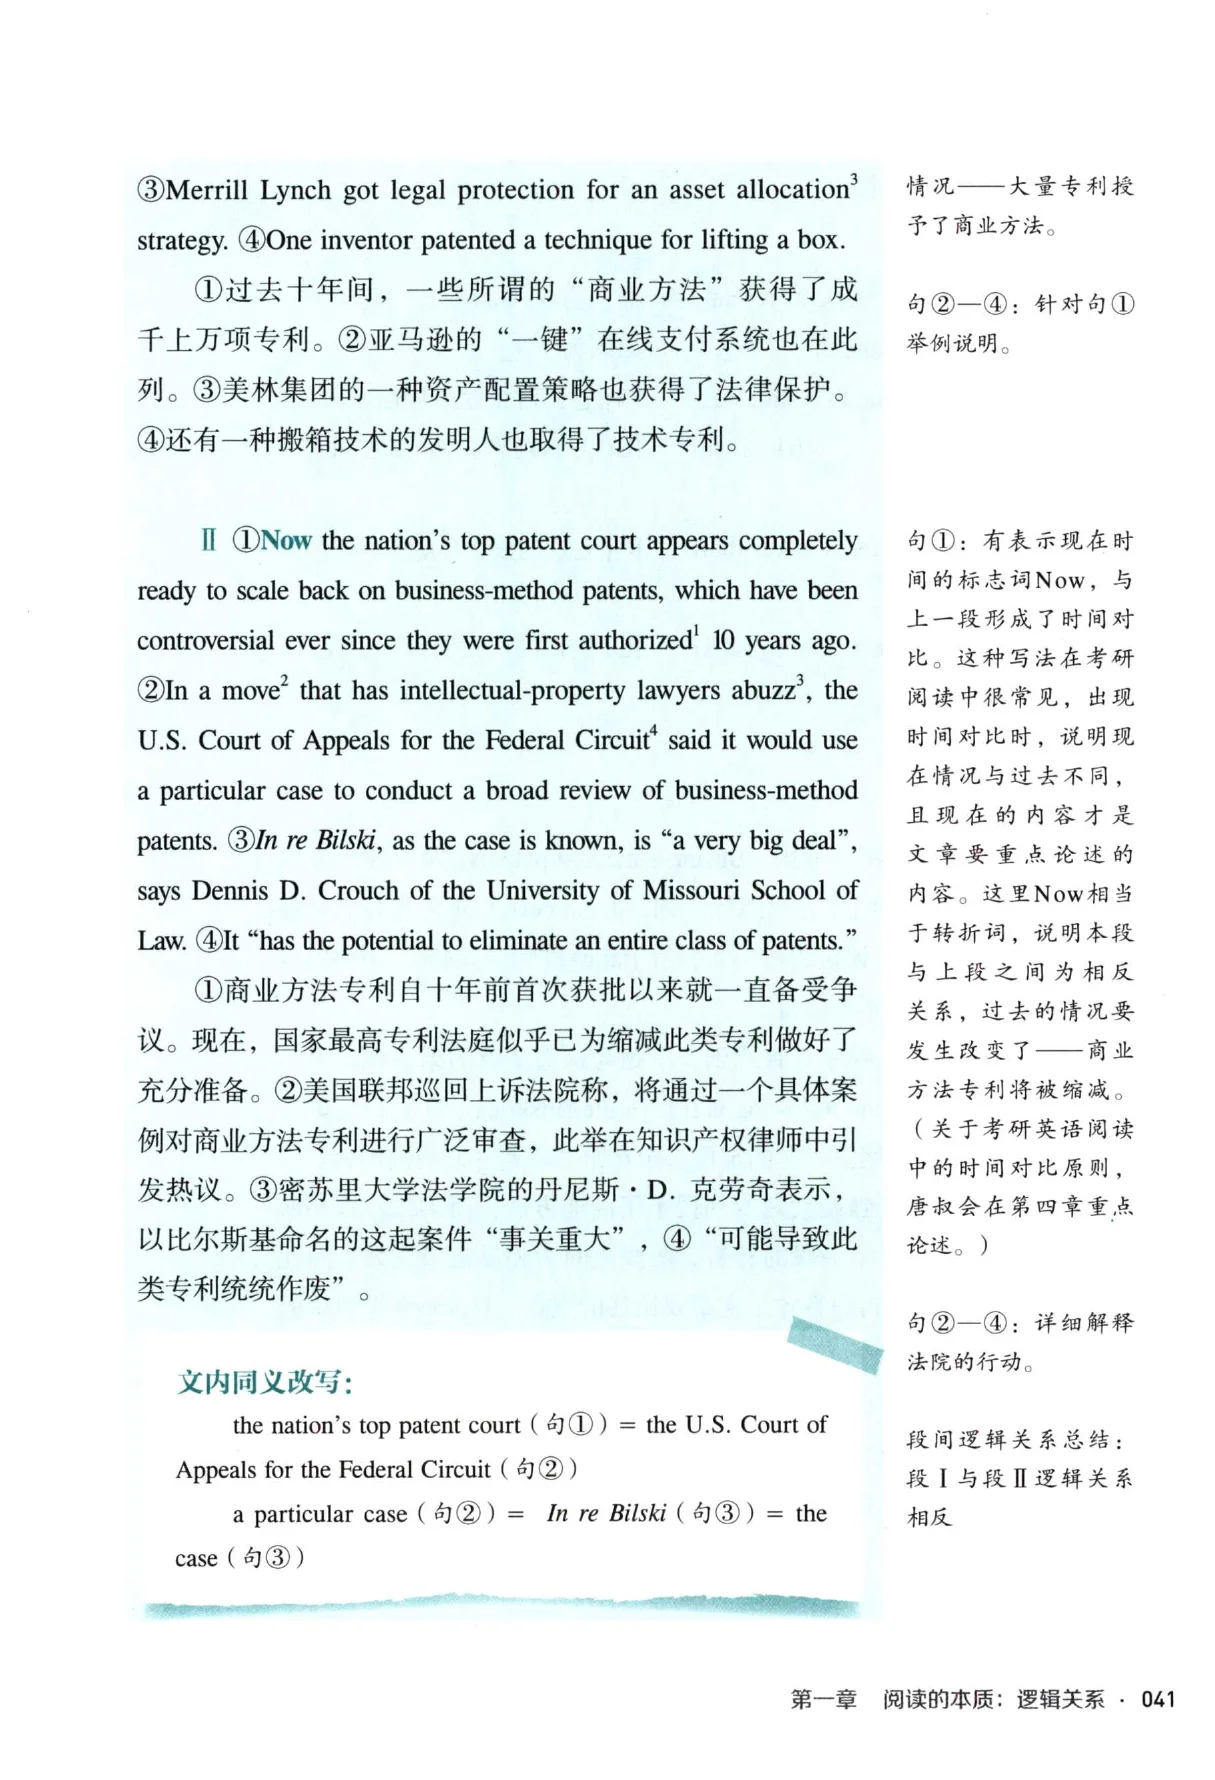 ③Merrill Lynch got legal protection for an asset allocation³
strategy. ④One inventor patented a technique for lifting a box.
①过去十年间，一些所谓的“商业方法”获得了成
千上万项专利。②亚马逊的“一键”在线支付系统也在此
列。③美林集团的一种资产配置策略也获得了法律保护。
④还有一种搬箱技术的发明人也取得了技术专利。
Ⅱ ①Now the nation's top patent court appears completely
ready to scale back on business-method patents, which have been
controversial ever since they were first authorized¹ 10 years ago.
②In a move² that has intellectual-property lawyers abuzz³, the
U.S. Court of Appeals for the Federal Circuit⁴ said it would use
a particular case to conduct a broad review of business-method
patents. ③In re Bilski, as the case is known, is “a very big deal”,
says Dennis D. Crouch of the University of Missouri School of
Law. ④It “has the potential to eliminate an entire class of patents.”
①商业方法专利自十年前首次获批以来就一直备受争
议。现在，国家最高专利法庭似乎已为缩减此类专利做好了
充分准备。②美国联邦巡回上诉法院称，将通过一个具体案
例对商业方法专利进行广泛审查，此举在知识产权律师中引
发热议。③密苏里大学法学院的丹尼斯·D. 克劳奇表示，
以比尔斯基命名的这起案件“事关重大”，④“可能导致此
类专利统统作废”。
文内同义改写：
the nation's top patent court（句①）= the U.S. Court of
Appeals for the Federal Circuit（句②）
a particular case（句②）= In re Bilski（句③）= the
case（句③）
情况——大量专利授
予了商业方法。
句②—④：针对句①
举例说明。
句①：有表示现在时
间的标志词Now，与
上一段形成了时间对
比。这种写法在考研
阅读中很常见，出现
时间对比时，说明现
在情况与过去不同，
且现在的内容才是
文章要重点论述的
内容。这里Now相当
于转折词，说明本段
与上段之间为相反
关系，过去的情况要
发生改变了——商业
方法专利将被缩减。
（关于考研英语阅读
中的时间对比原则，
唐叔会在第四章重点
论述。）
句②—④：详细解释
法院的行动。
段间逻辑关系总结：
段Ⅰ与段Ⅱ逻辑关系
相反
第一章 阅读的本质：逻辑关系 · 041